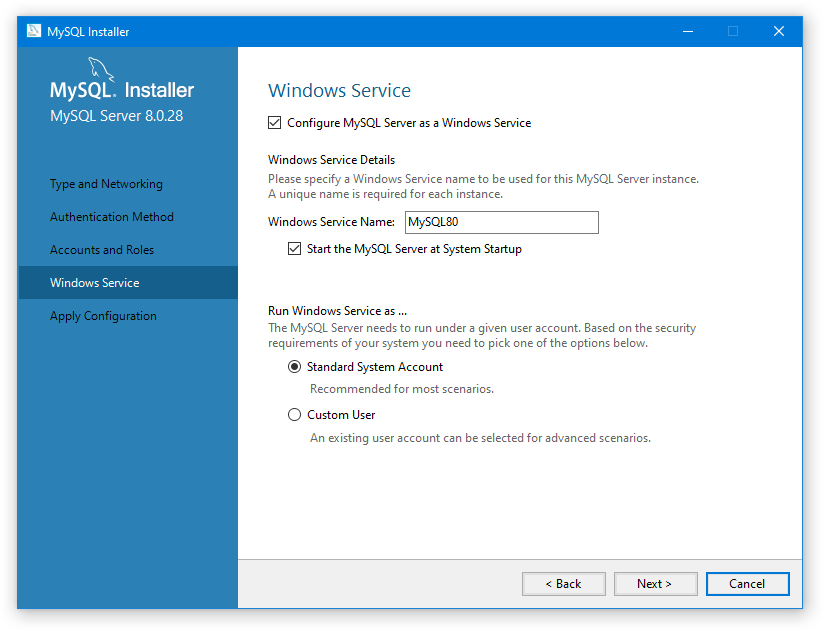 MySQL Installer
MySQL. Installer
MySQL Server 8.0.28
Type and Networking
Authentication Method
Accounts and Roles
Windows Service
Apply Configuration
Windows Service
Configure MySQL Server as a Windows Service
Windows Service Details
Please specify a Windows Service name to be used for this MySQL Server instance.
A unique name is required for each instance.
Windows Service Name: MySQL80
Start the MySQL Server at System Startup
Run Windows Service as ...
The MySQL Server needs to run under a given user account. Based on the security
requirements of your system you need to pick one of the options below.
Standard System Account
Recommended for most scenarios.
Custom User
An existing user account can be selected for advanced scenarios.
< Back Next > Cancel